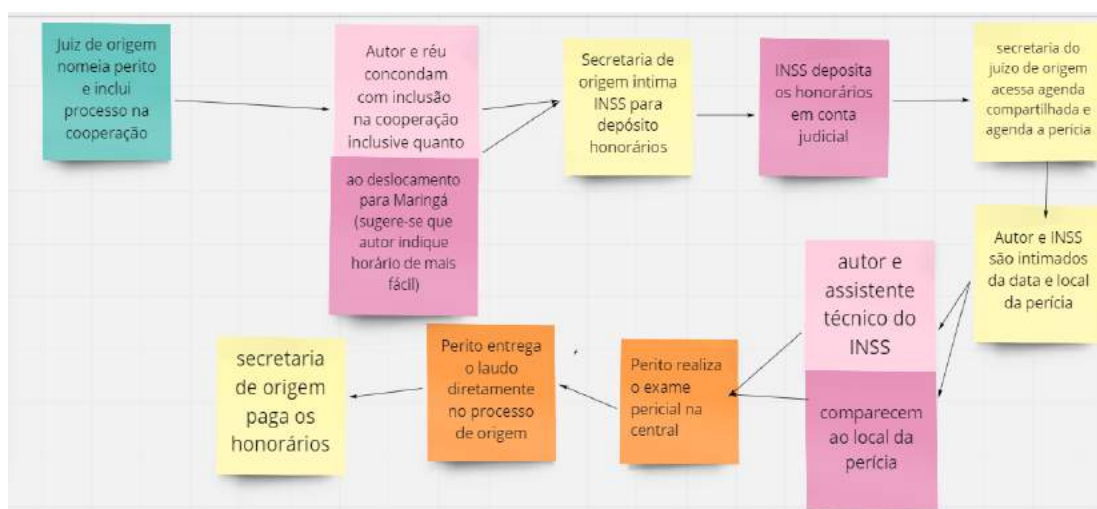 Juiz de origem
nomeia perito
e inclui
processo na
cooperação
Autor e réu
concondam
com inclusão
na cooperação
inclusive quanto
ao deslocamento
para Maringá
(sugere-se que
autor indique
horário de mais
fácil)
Secretaria de
origem intima
INSS para
depósito
honorários
INSS deposita
os honorários
em conta
judicial
secretaria do
juízo de origem
acessa agenda
compartilhada e
agenda a perícia
Autor e INSS
são intimados
da data e local
da perícia
autor e
assistente
técnico do
INSS
comparecem
ao local da
perícia
Perito realiza
o exame
pericial na
central
Perito entrega
o laudo
diretamente
no processo
de origem
secretaria
de origem
paga os
honorários